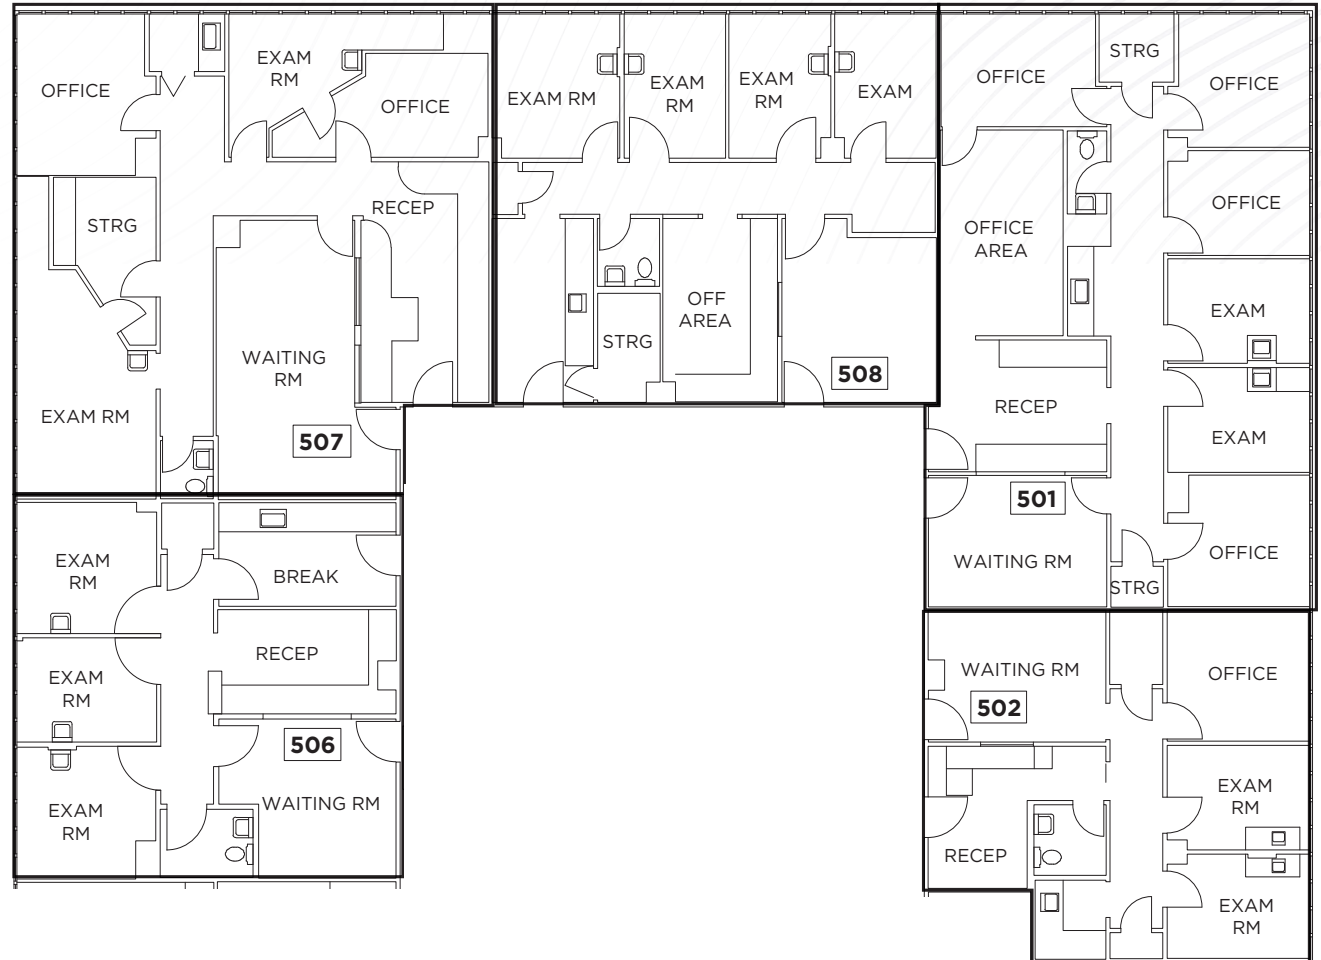 OFFICE
EXAM
RM
OFFICE
STRG
RECEP
WAITING
RM
EXAM RM
507
EXAM RM
EXAM
RM
EXAM
RM
EXAM
OFF
AREA
STRG
508
OFFICE
STRG
OFFICE
OFFICE
AREA
OFFICE
EXAM
RECEP
EXAM
501
WAITING RM
STRG
OFFICE
EXAM
RM
BREAK
EXAM
RM
RECEP
506
EXAM
RM
WAITING RM
WAITING RM
502
OFFICE
EXAM
RM
RECEP
EXAM
RM